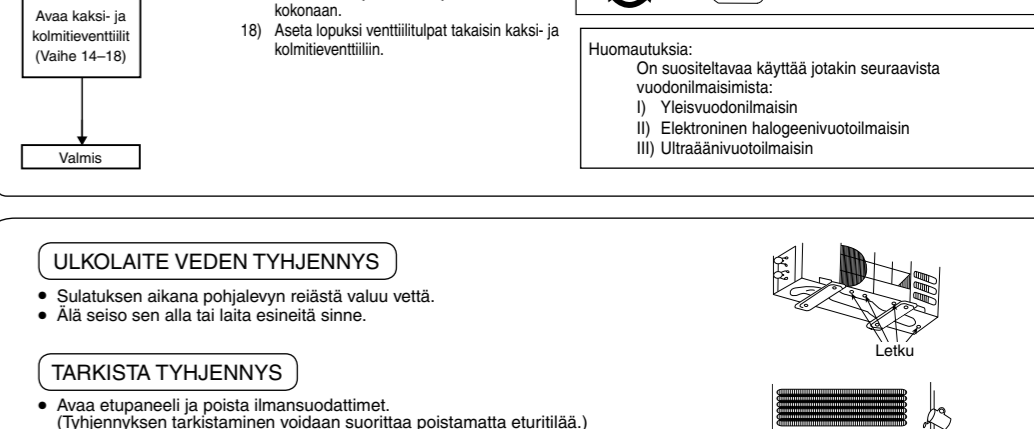 Avaa kaksi- ja
kolmitieventtiilit
(Vaihe 14–18)
Valmis
kokonaan.
18) Aseta lopuksi venttiilitulpat takaisin kaksi- ja
kolmitieventtiiliin.
Huomautuksia:
On suositeltavaa käyttää jotakin seuraavista
vuodonilmaisimista:
I) Yleisvuodonilmaisin
II) Elektroninen halogeenivuotoilmaisin
III) Ultraäänivuotoilmaisin
ULKOLAITE VEDEN TYHJENNYS
• Sulatuksen aikana pohjalevyn reiästä valuu vettä.
• Älä seiso sen alla tai laita esineitä sinne.
Letku
TARKISTA TYHJENNYS
• Avaa etupaneeli ja poista ilmansuodattimet.
(Tyhjennyksen tarkistaminen voidaan suorittaa poistamatta eturitilää.)